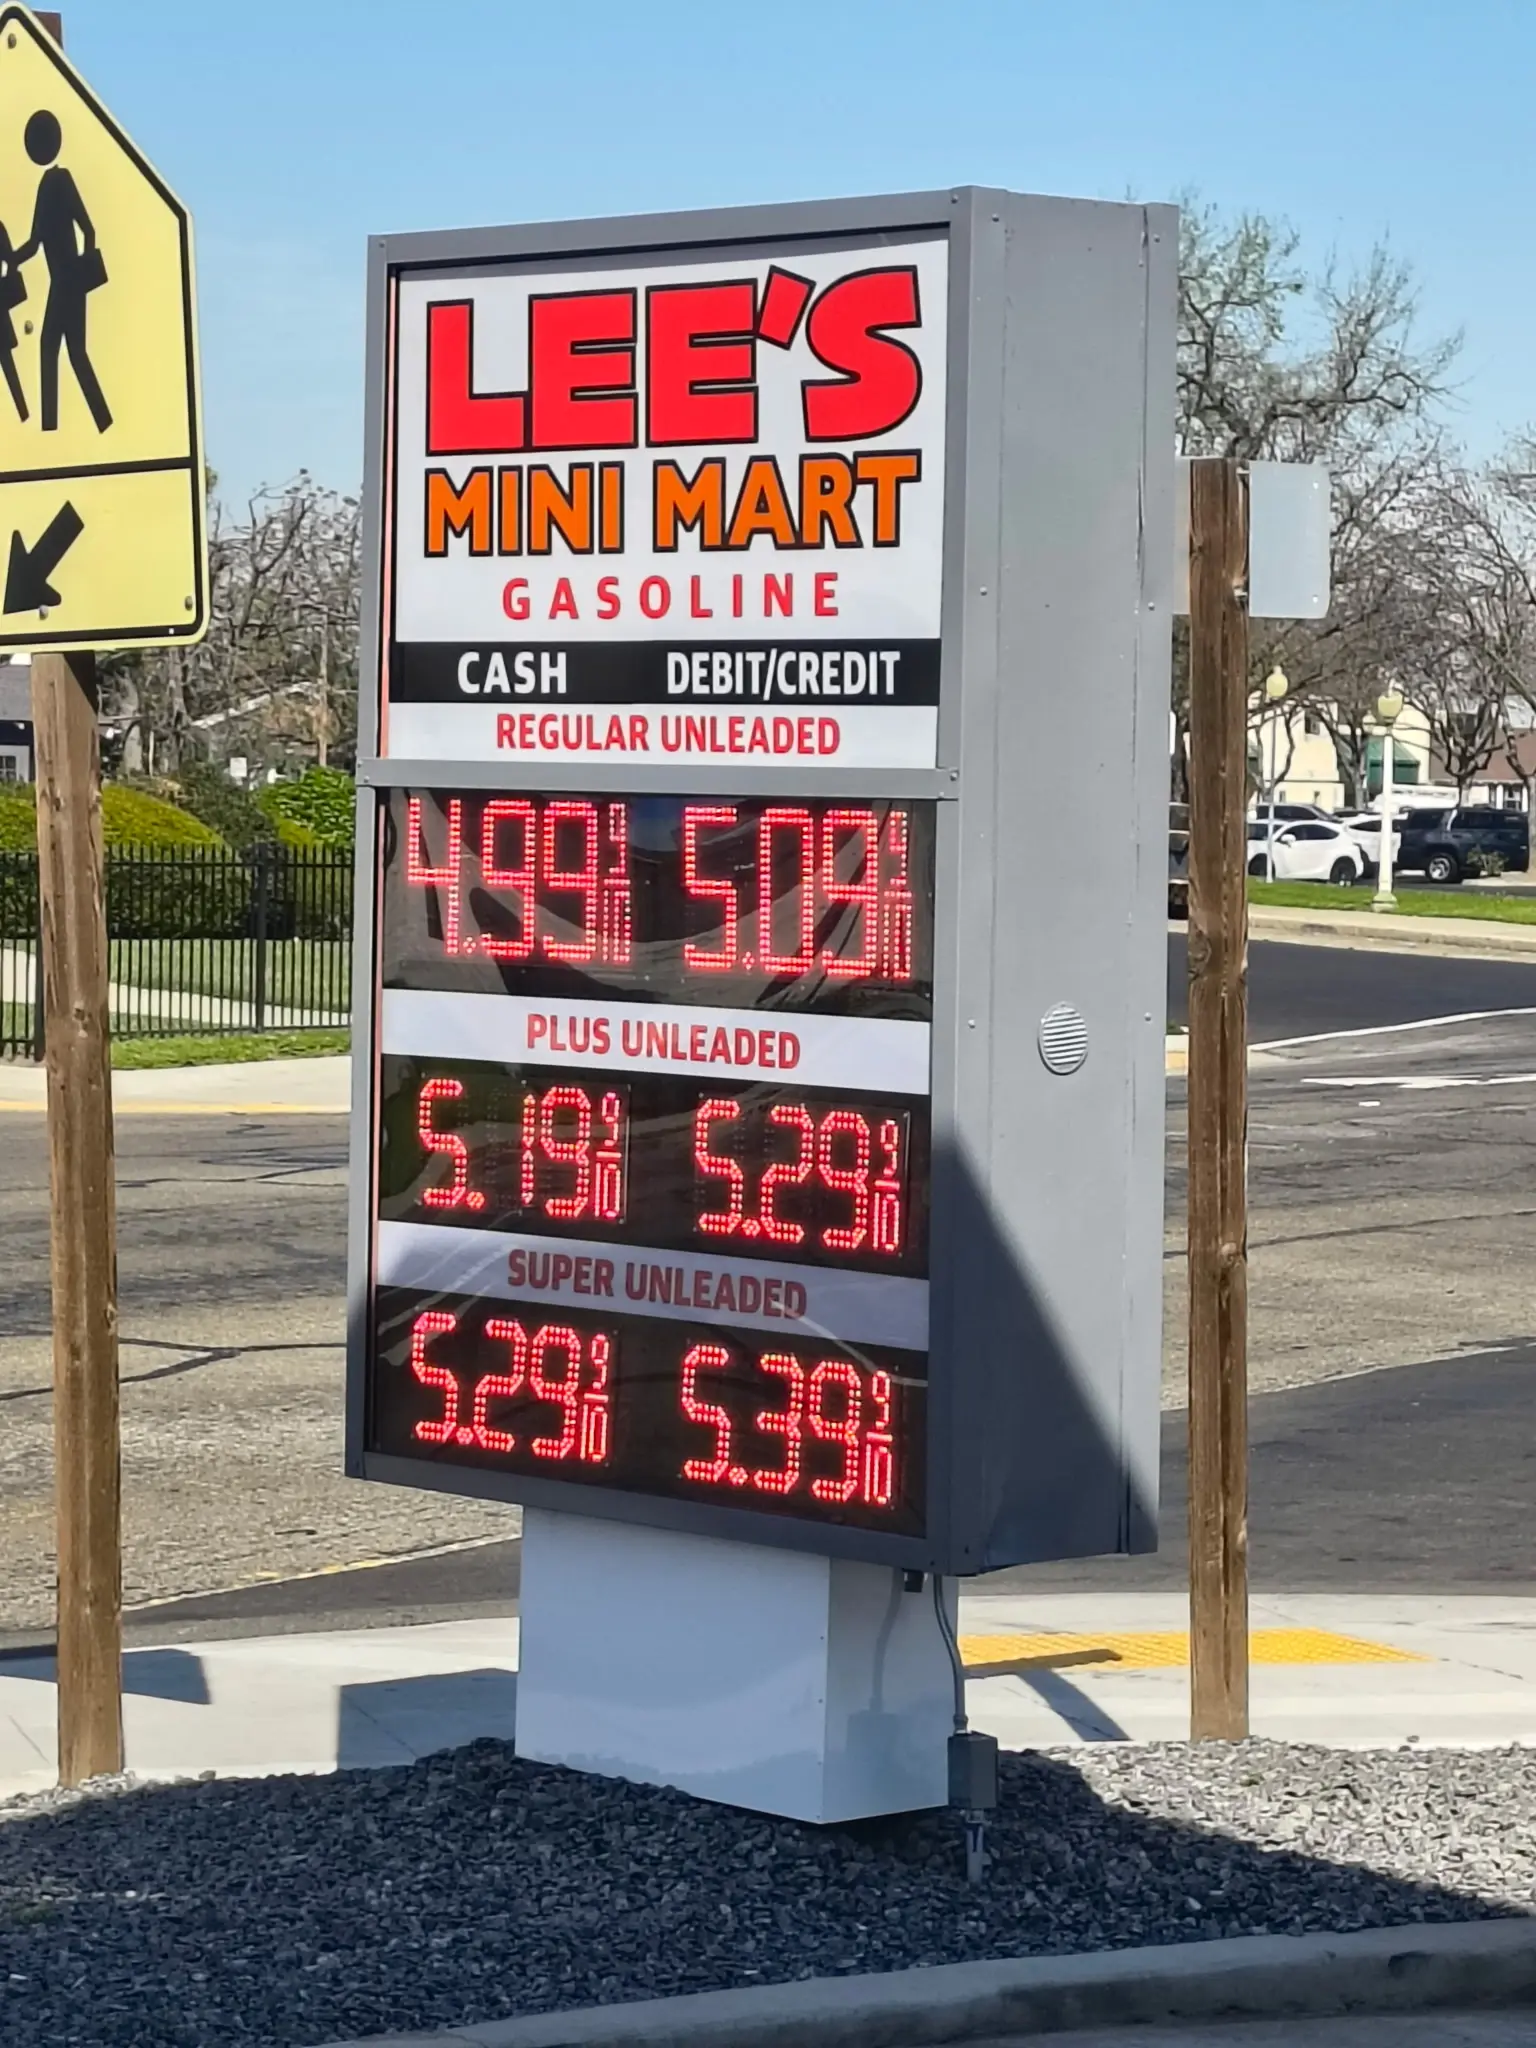 LEE'S
MINI MART
GASOLINE
CASH DEBIT/CREDIT
REGULAR UNLEADED
4.99 9/10 5.09 9/10
PLUS UNLEADED
5.19 9/10 5.29 9/10
SUPER UNLEADED
5.29 9/10 5.39 9/10